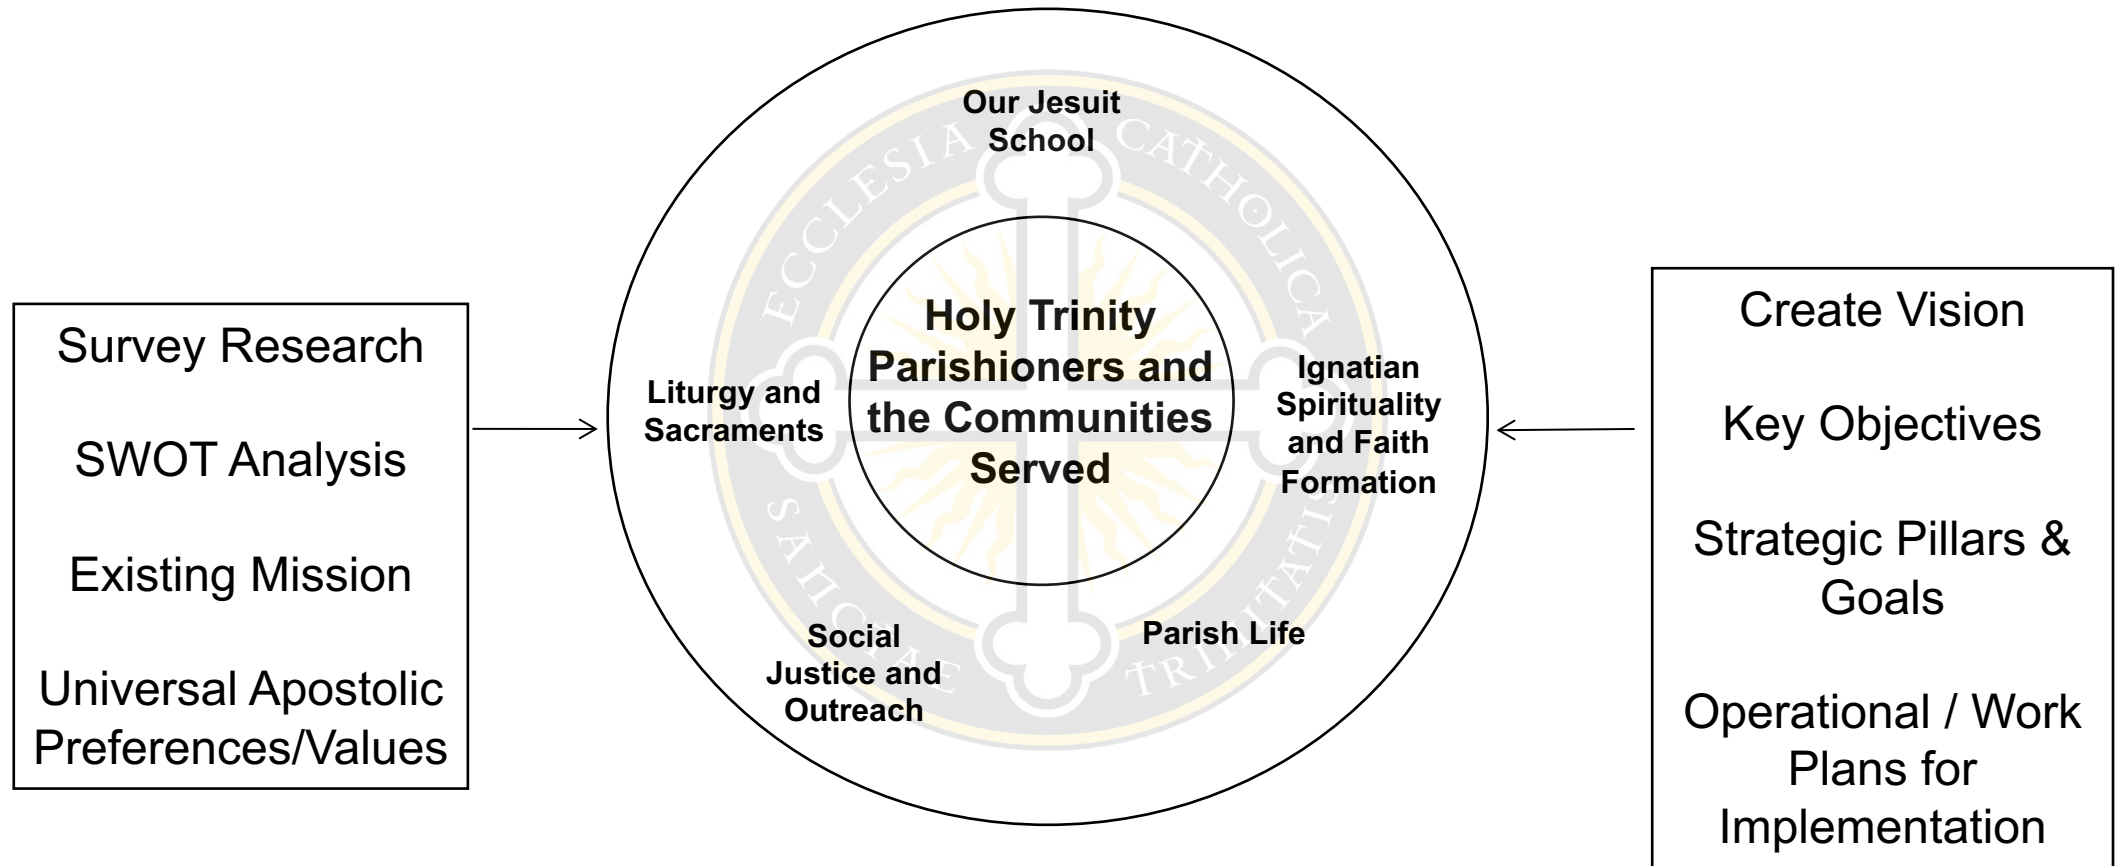 Survey Research
SWOT Analysis
Existing Mission
Universal Apostolic
Preferences/Values
Our Jesuit
School
Liturgy and
Sacraments
Holy Trinity
Parishioners and
the Communities
Served
Ignatian
Spirituality
and Faith
Formation
Social
Justice and
Outreach
Parish Life
ECCLESIA CATHOLICA
SANCTAE TRINITATIS
Create Vision
Key Objectives
Strategic Pillars &
Goals
Operational / Work
Plans for
Implementation